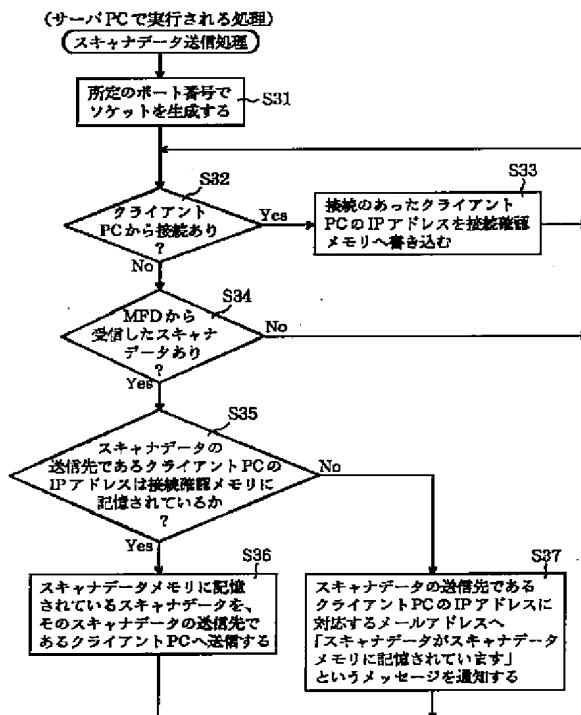 （サーバPCで実行される処理）
スキャナデータ送信処理
所定のポート番号で
ソケットを生成する
S31
S32
クライアント
PCから接続あり
？
Yes
No
S33
接続のあったクライアント
PCのIPアドレスを接続確認
メモリへ書き込む
S34
MFDから
受信したスキャナ
データあり
？
No
Yes
S35
スキャナデータの
送信先であるクライアントPCの
IPアドレスは接続確認メモリに
記憶されているか
？
No
Yes
S36
スキャナデータメモリに記憶
されているスキャナデータを、
そのスキャナデータの送信先で
あるクライアントPCへ送信する
S37
スキャナデータの送信先である
クライアントPCのIPアドレスに
対応するメールアドレスへ
「スキャナデータがスキャナデータ
メモリに記憶されています」
というメッセージを通知する